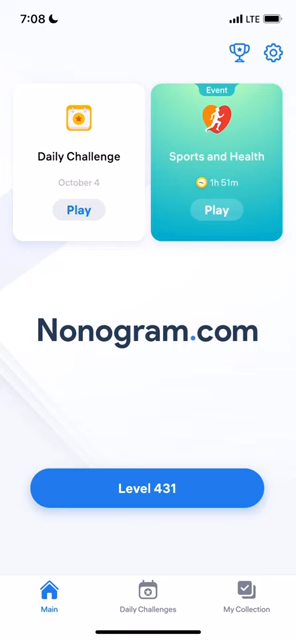 7:08
LTE
Event
Daily Challenge
Sports and Health
October 4
1h 51m
Play
Play
Nonogram.com
Level 431
Main
Daily Challenges
My Collection